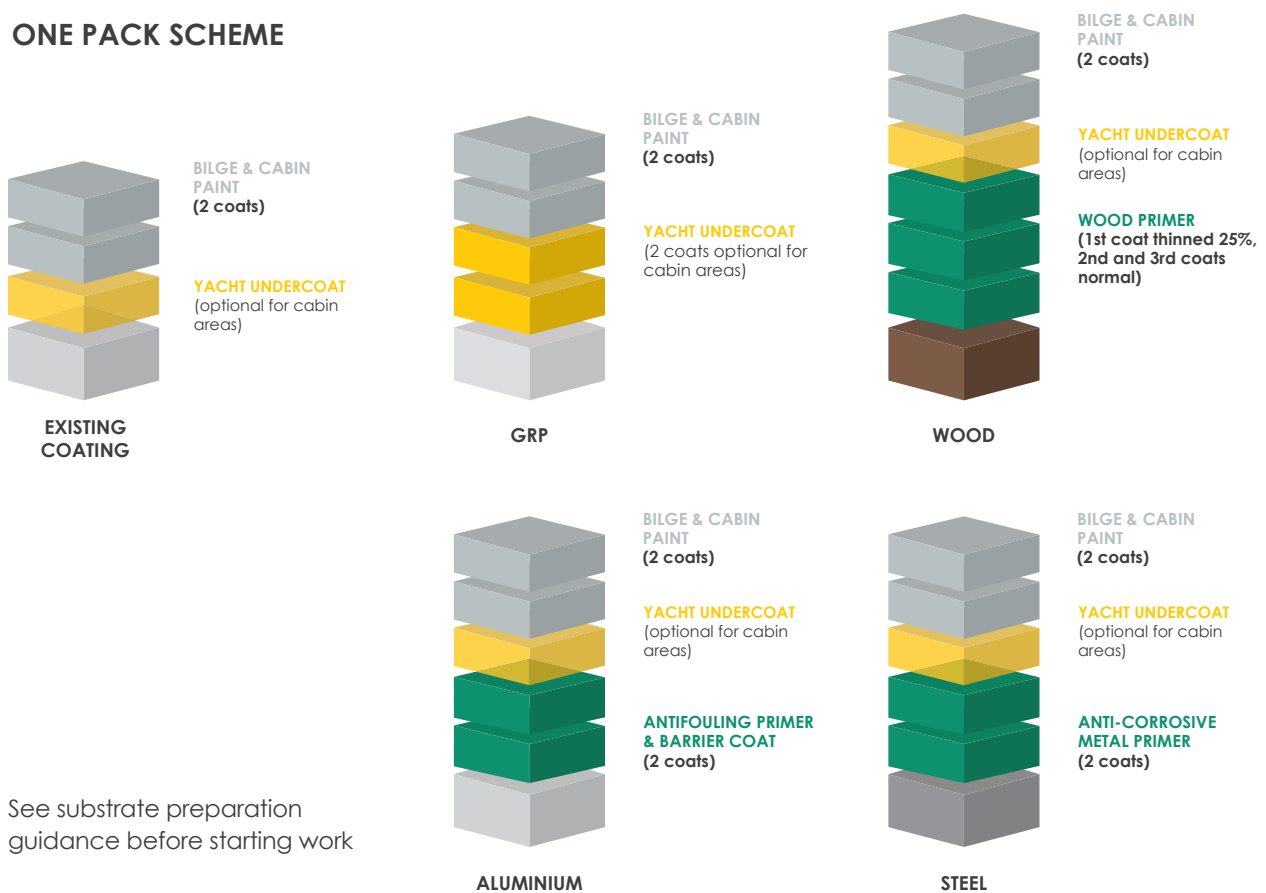 ONE PACK SCHEME
BILGE & CABIN
PAINT
(2 coats)
YACHT UNDERCOAT
(optional for cabin
areas)
EXISTING
COATING
BILGE & CABIN
PAINT
(2 coats)
YACHT UNDERCOAT
(2 coats optional for
cabin areas)
GRP
BILGE & CABIN
PAINT
(2 coats)
YACHT UNDERCOAT
(optional for cabin
areas)
WOOD PRIMER
(1st coat thinned 25%,
2nd and 3rd coats
normal)
WOOD
BILGE & CABIN
PAINT
(2 coats)
YACHT UNDERCOAT
(optional for cabin
areas)
ANTIFOULING PRIMER
& BARRIER COAT
(2 coats)
ALUMINIUM
BILGE & CABIN
PAINT
(2 coats)
YACHT UNDERCOAT
(optional for cabin
areas)
ANTI-CORROSIVE
METAL PRIMER
(2 coats)
STEEL
See substrate preparation
guidance before starting work